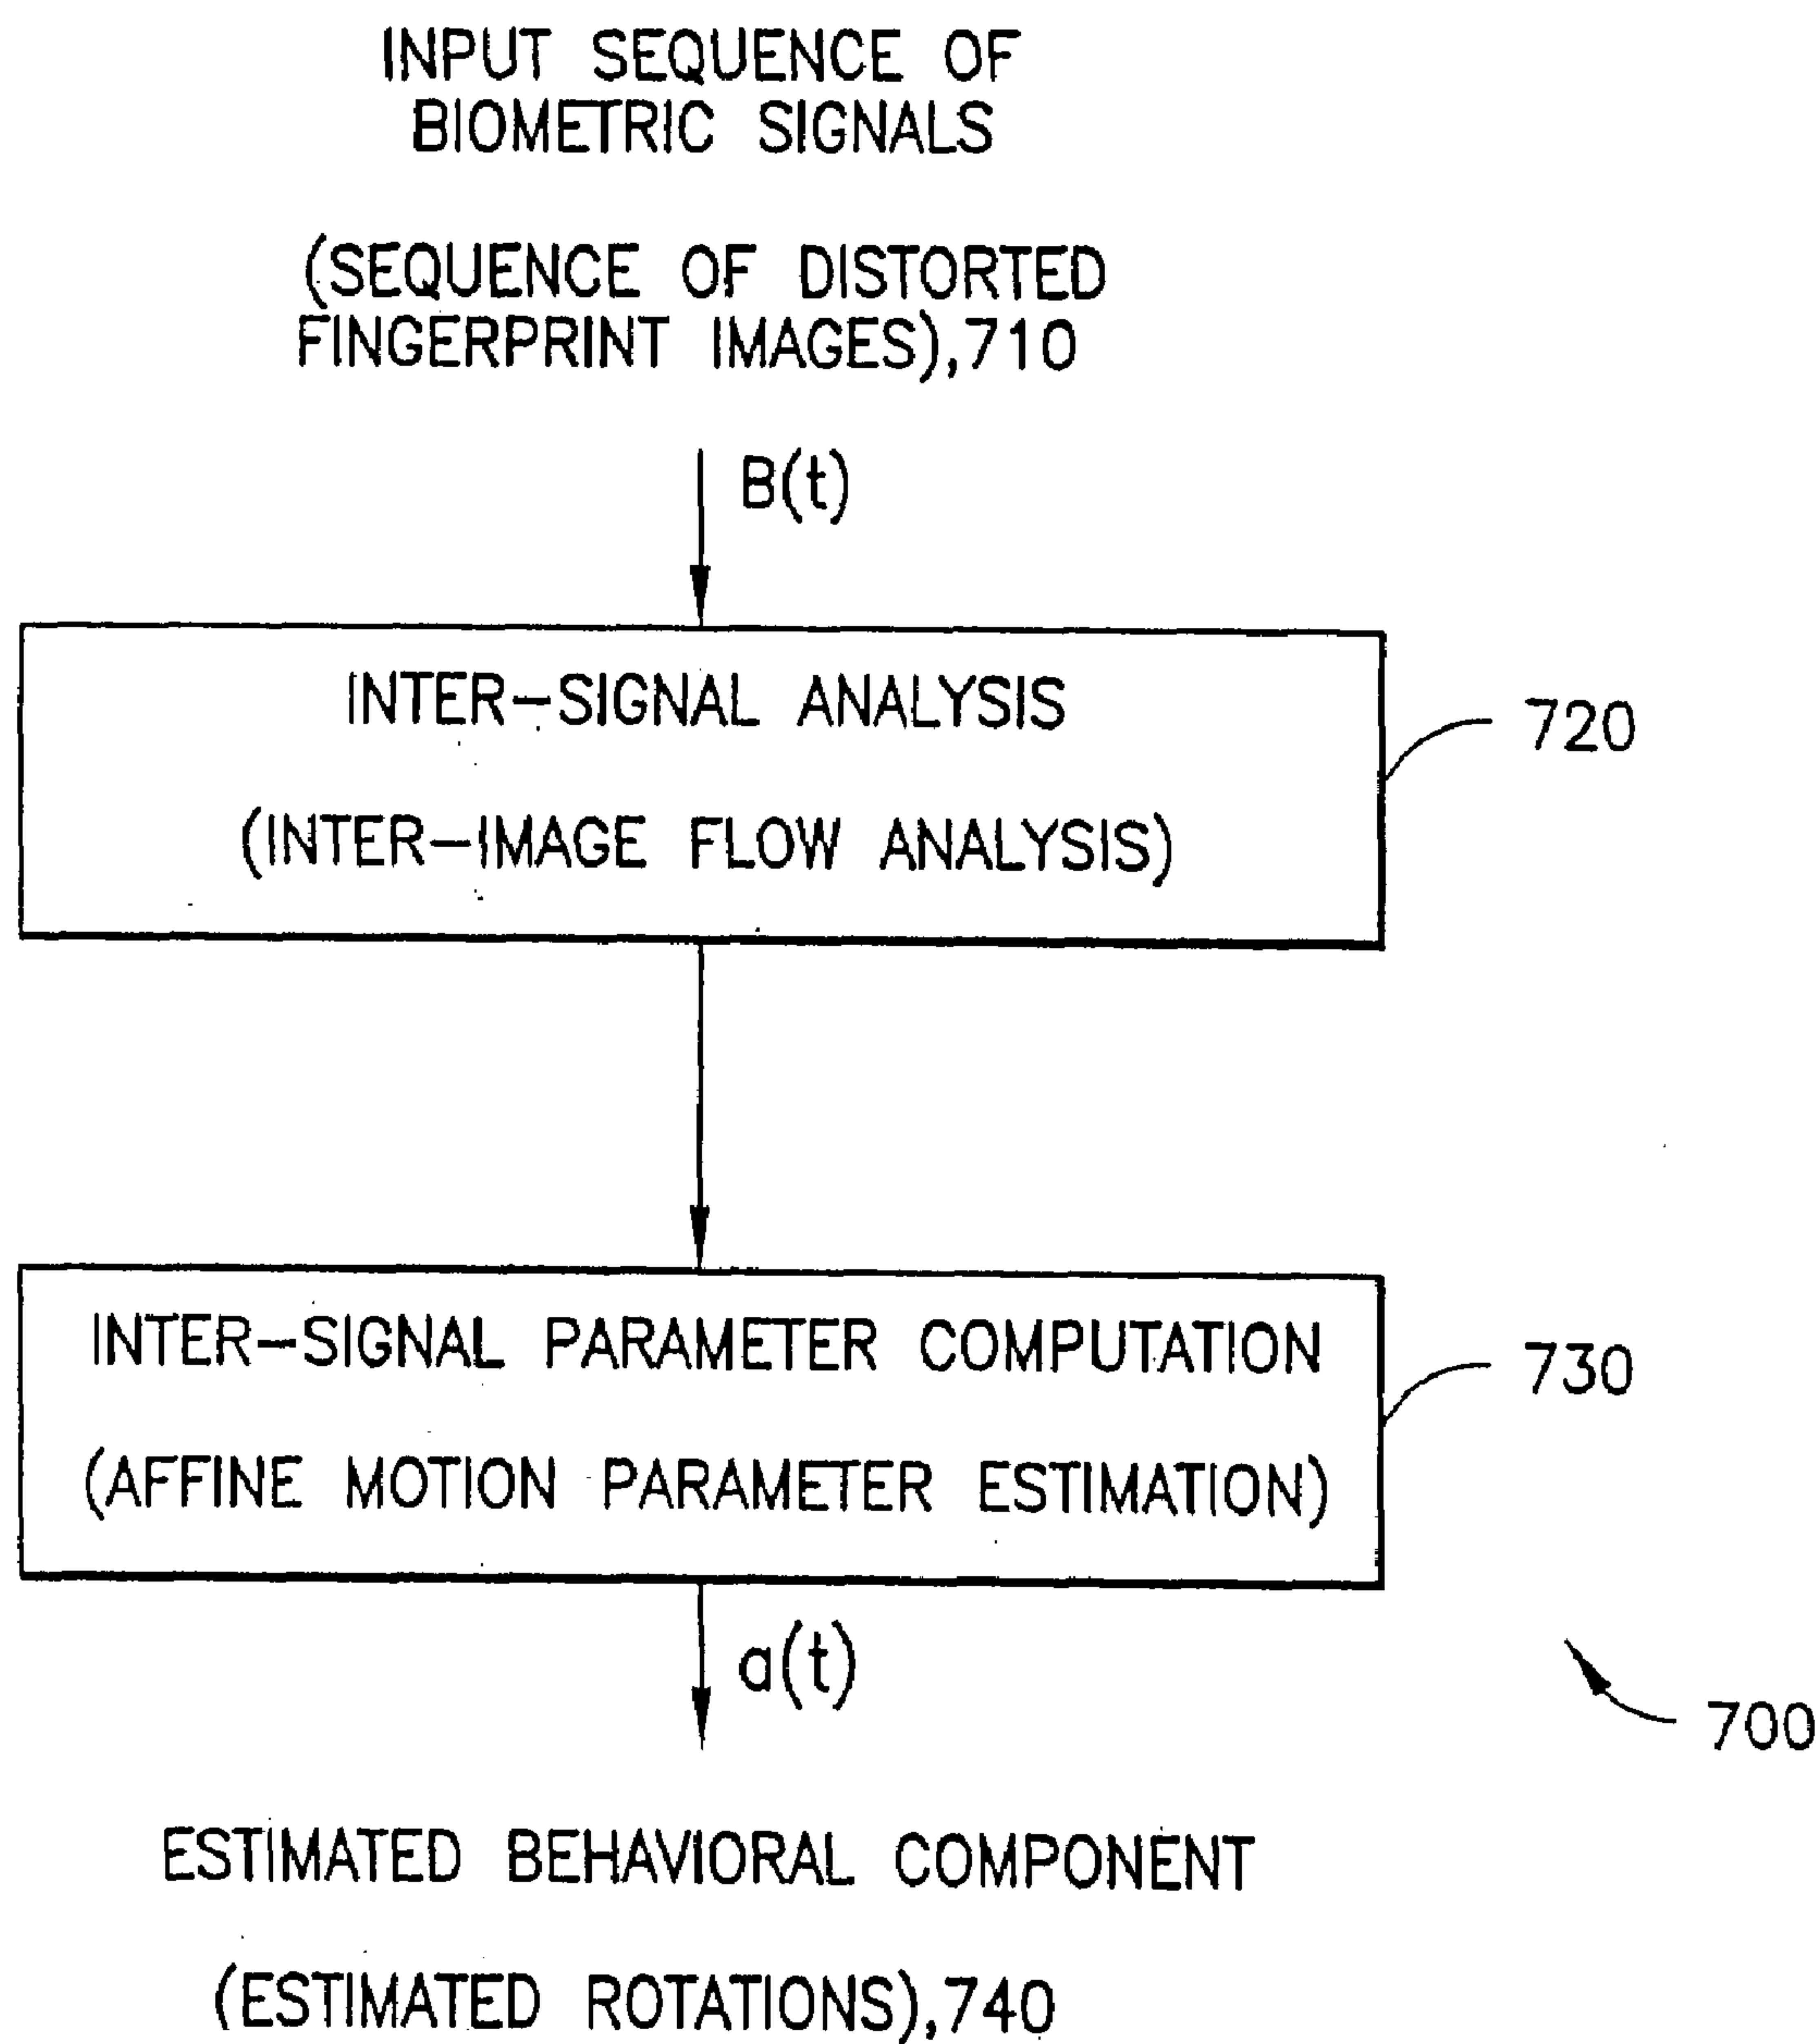 INPUT SEQUENCE OF
BIOMETRIC SIGNALS
(SEQUENCE OF DISTORTED
FINGERPRINT IMAGES),710
B(t)
INTER-SIGNAL ANALYSIS
(INTER-IMAGE FLOW ANALYSIS)
720
INTER-SIGNAL PARAMETER COMPUTATION
(AFFINE MOTION PARAMETER ESTIMATION)
730
a(t)
700
ESTIMATED BEHAVIORAL COMPONENT
(ESTIMATED ROTATIONS),740